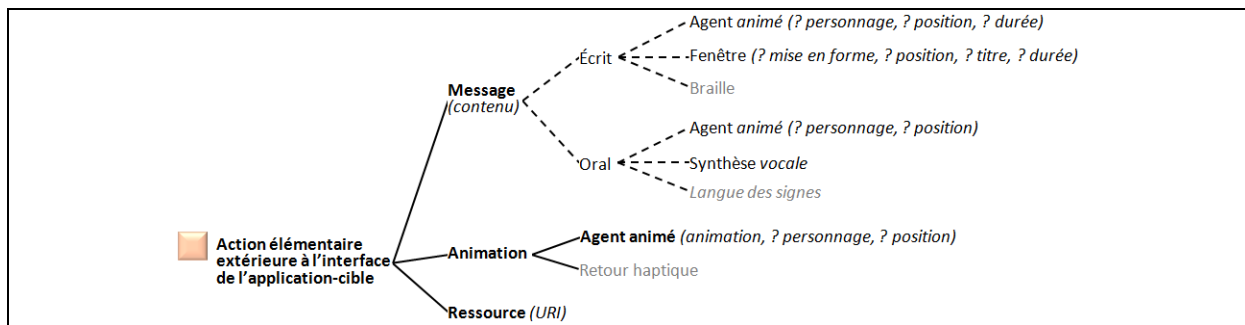 Agent animé (? personnage, ? position, ? durée)
Écrit
Fenêtre (? mise en forme, ? position, ? titre, ? durée)
Braille
Message
(contenu)
Agent animé (? personnage, ? position)
Oral
Synthèse vocale
Langue des signes
Action élémentaire
extérieure à l'interface
de l'application-cible
Animation
Agent animé (animation, ? personnage, ? position)
Retour haptique
Ressource (URI)